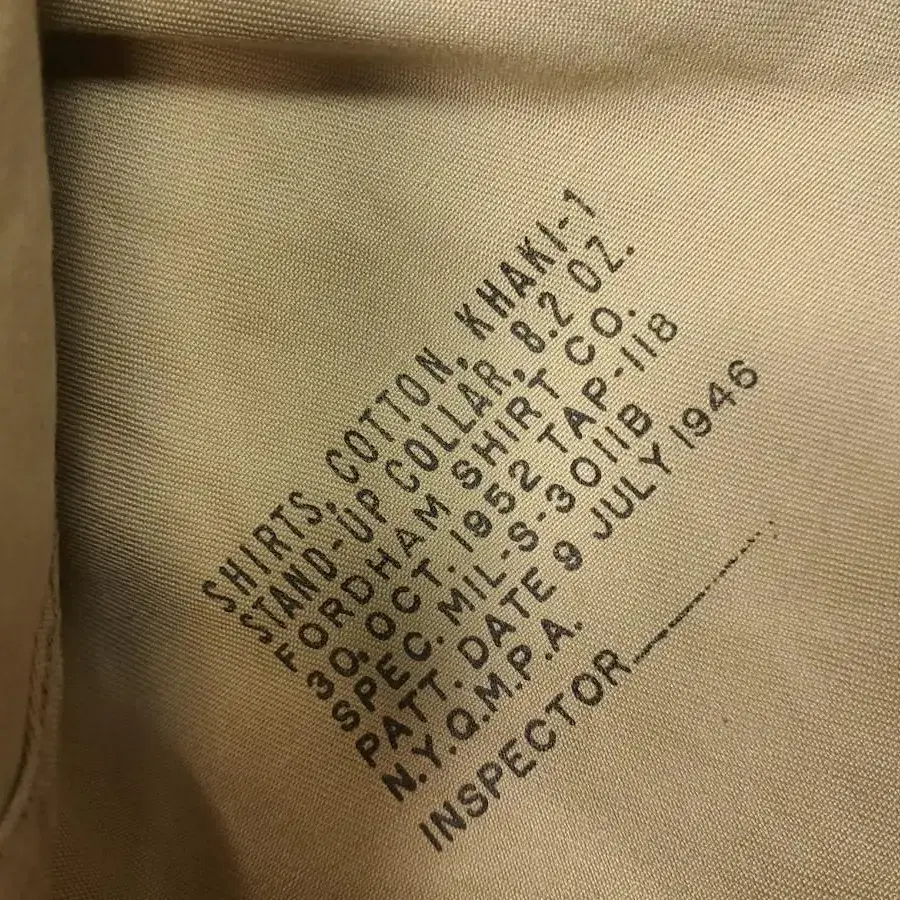 SHIRTS, COTTON, KHAKI-1
STAND-UP COLLAR, 8.2 OZ.
FORDHAM SHIRT CO.
30, OCT. 1952 TAP-118
SPEC. MIL-S-3011B
PATT. DATE 9 JULY 1946
N.Y.Q.M.P.A.
INSPECTOR